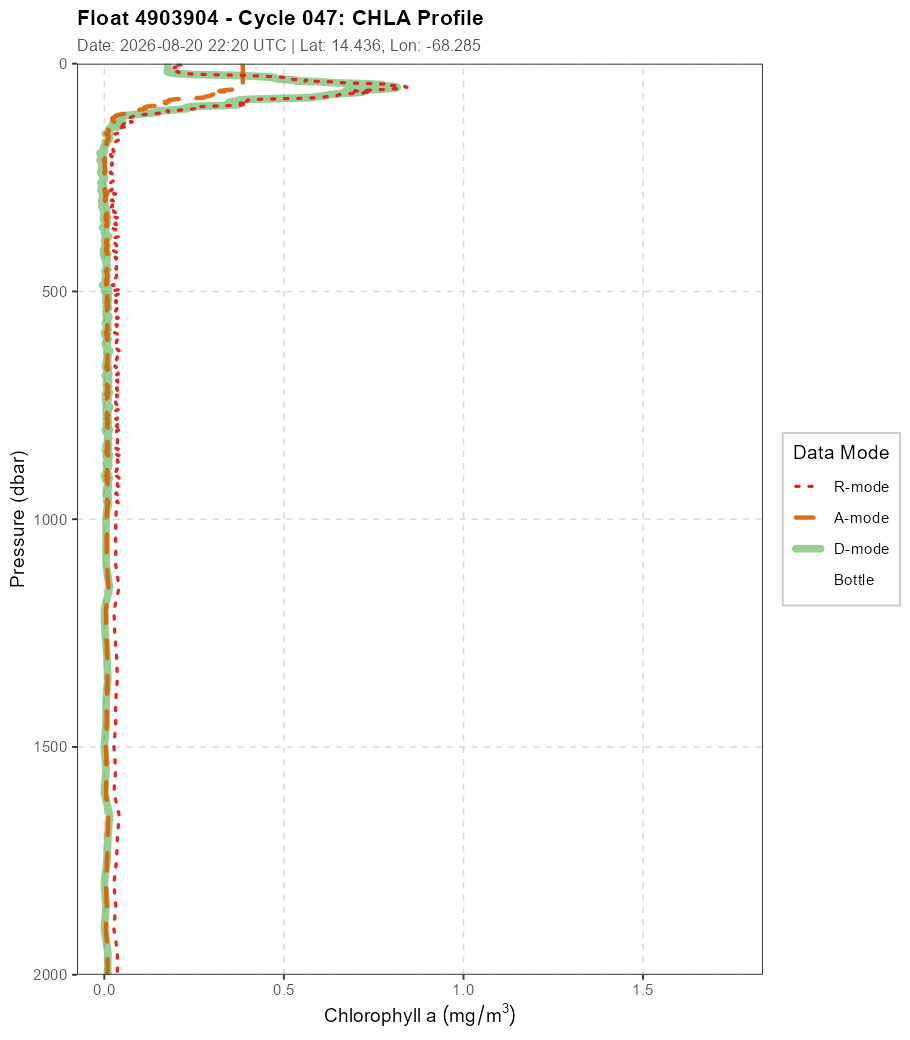 Float 4903904 - Cycle 047: CHLA Profile
Date: 2026-08-20 22:20 UTC | Lat: 14.436, Lon: -68.285
0
500
1000
1500
2000
Pressure (dbar)
0.0 0.5 1.0 1.5
Chlorophyll a (mg/m³)
Data Mode
R-mode
A-mode
D-mode
Bottle